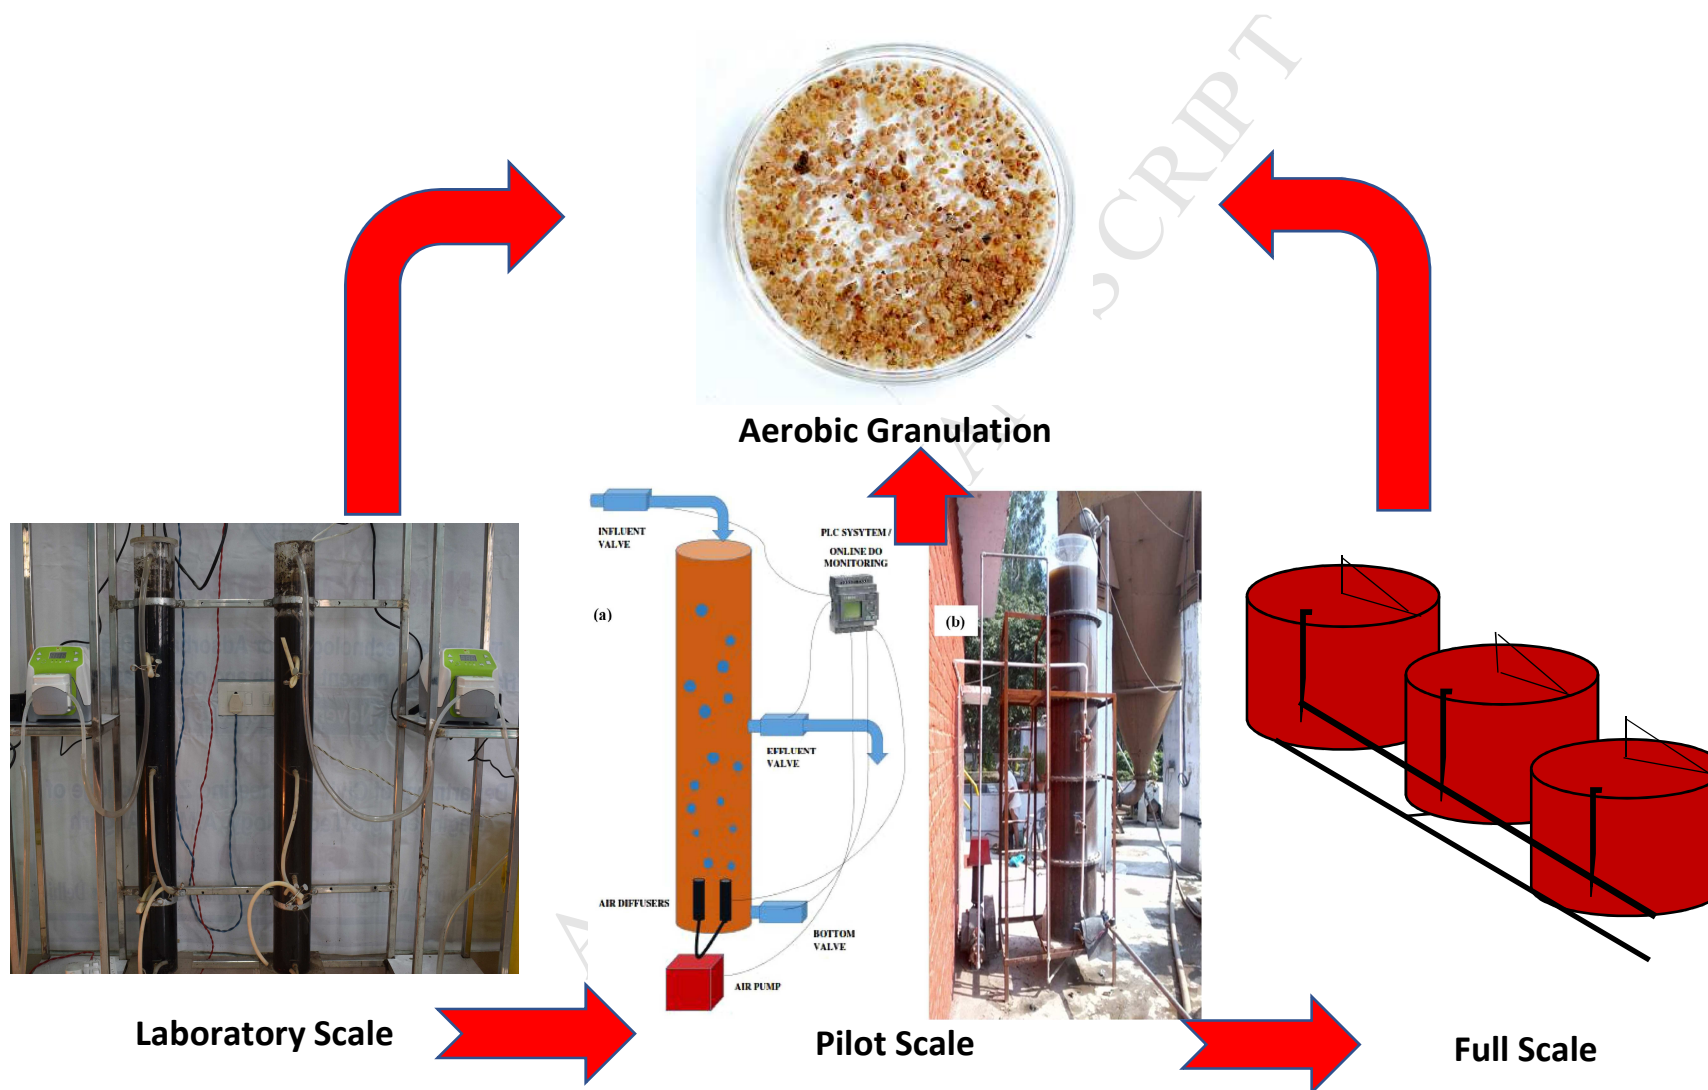 SCRIPT
Aerobic Granulation
INFLUENT
VALVE
PLC SYSYTEM /
ONLINE DO
MONITORING
(a)
(b)
EFFLUENT
VALVE
AIR DIFFUSERS
BOTTOM
VALVE
AIR PUMP
Laboratory Scale
Pilot Scale
Full Scale